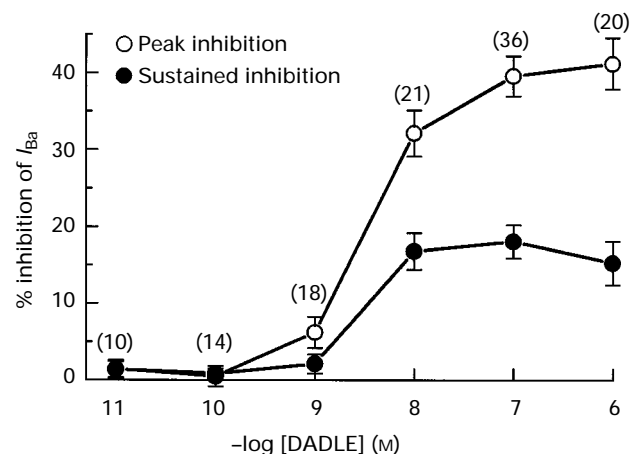 (20)
Peak inhibition
(36)
40
Sustained inhibition
(21)
30
% inhibition of IBa
20
(18)
10
(10)
(14)
0
11 10 9 8 7 6
–log [DADLE] (M)